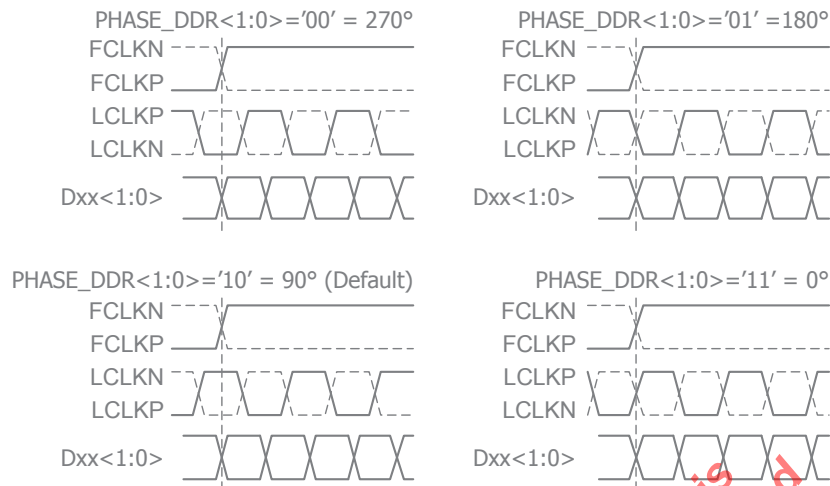 PHASE_DDR<1:0>='00' = 270°
FCLKN
FCLKP
LCLKP
LCLKN
Dxx<1:0>
PHASE_DDR<1:0>='01' =180°
FCLKN
FCLKP
LCLKN
LCLKP
Dxx<1:0>
PHASE_DDR<1:0>='10' = 90° (Default)
FCLKN
FCLKP
LCLKN
LCLKP
Dxx<1:0>
PHASE_DDR<1:0>='11' = 0°
FCLKN
FCLKP
LCLKP
LCLKN
Dxx<1:0>
is